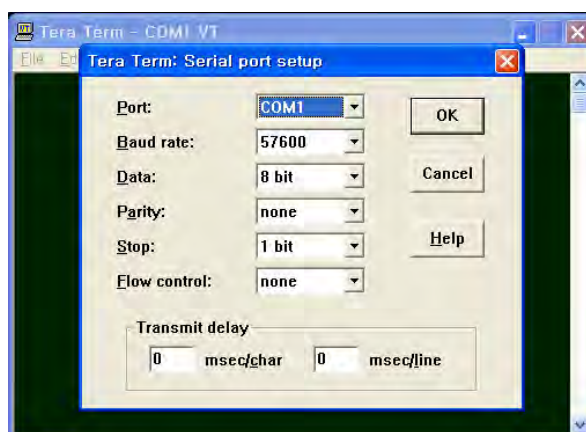 Tera Term - COM1 VT
File Ed
Tera Term: Serial port setup
Port: COM1
OK
Baud rate: 57600
Data: 8 bit
Cancel
Parity: none
Stop: 1 bit
Help
Flow control: none
Transmit delay
0 msec/char 0 msec/line